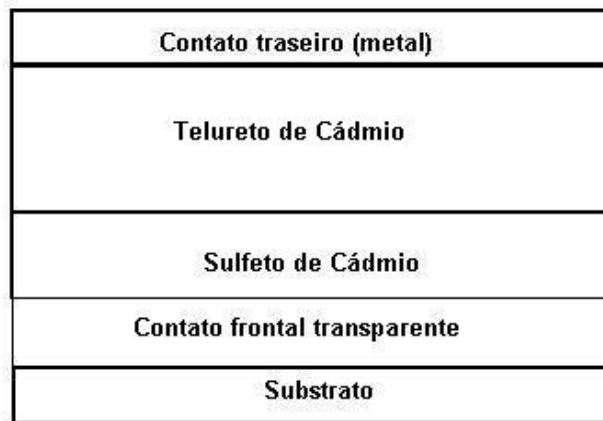 Contato traseiro (metal)
Telureto de Cádmio
Sulfeto de Cádmio
Contato frontal transparente
Substrato